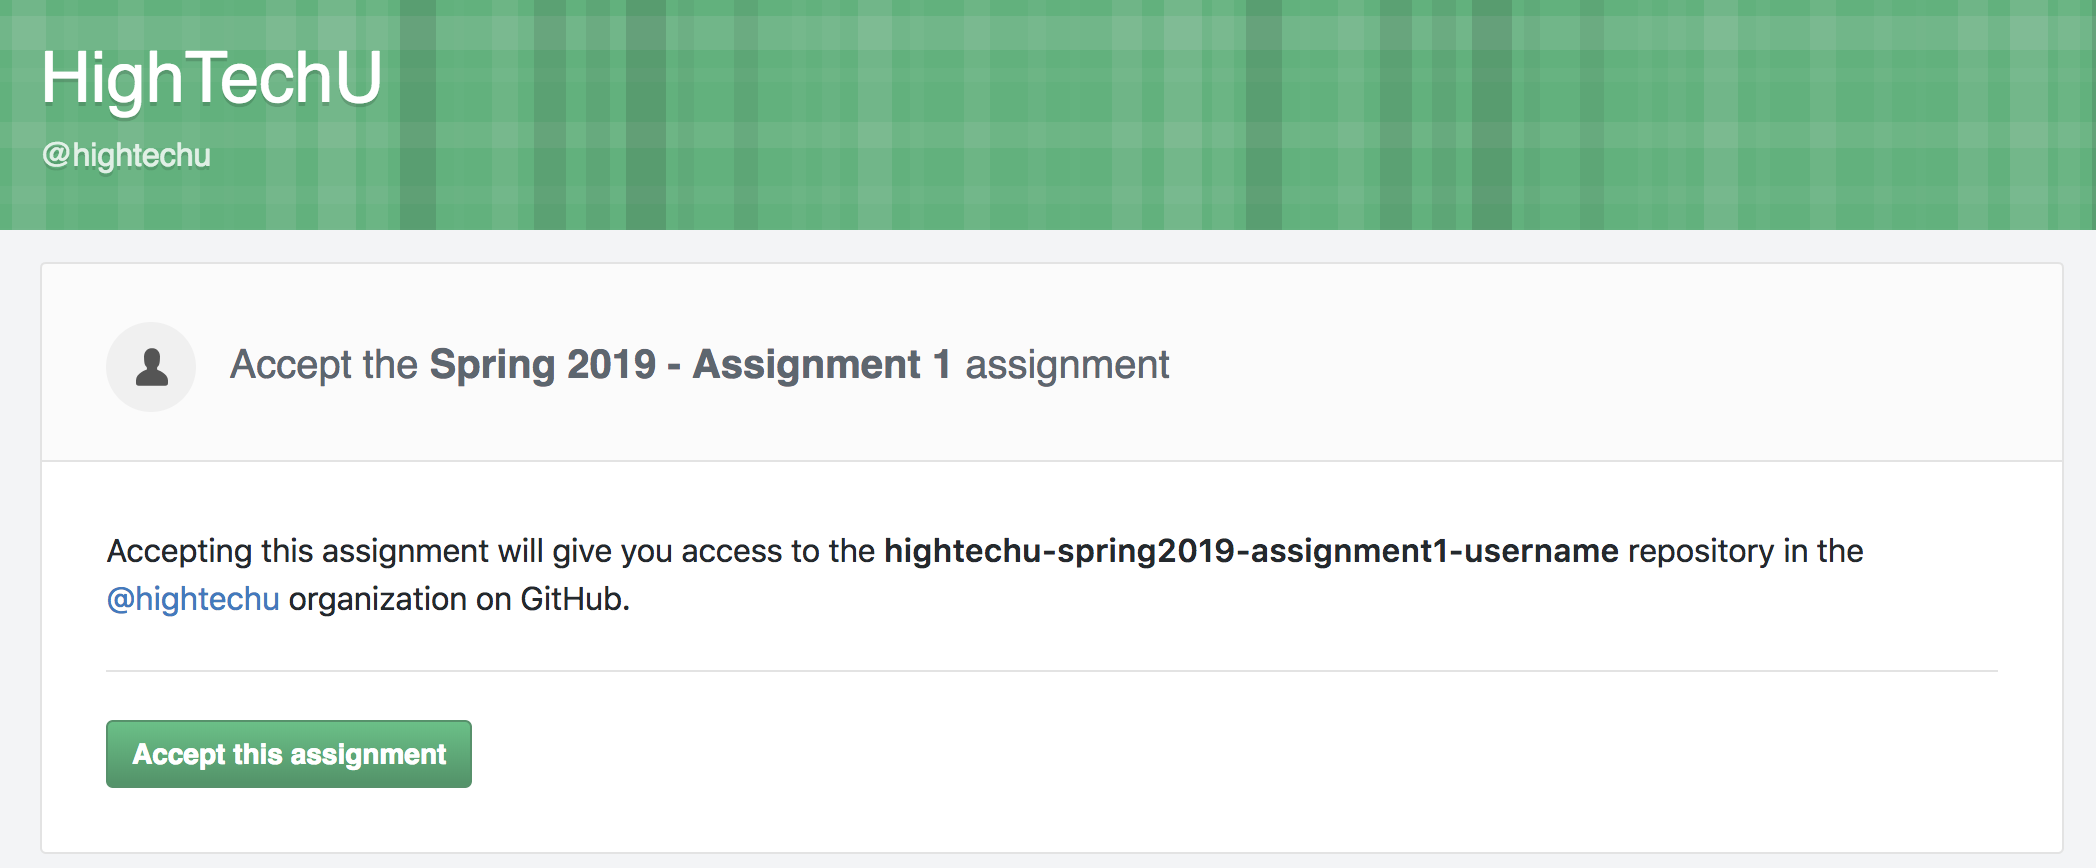 HighTechU
@hightechu
Accept the Spring 2019 - Assignment 1 assignment
Accepting this assignment will give you access to the hightechu-spring2019-assignment1-username repository in the
@hightechu organization on GitHub.
Accept this assignment